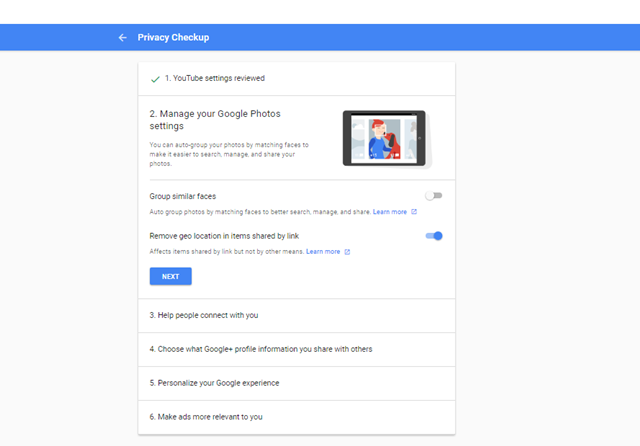 Privacy Checkup
1. YouTube settings reviewed
2. Manage your Google Photos
settings
You can auto-group your photos by matching faces to
make it easier to search, manage, and share your
photos.
Group similar faces
Auto group photos by matching faces to better search, manage, and share. Learn more
Remove geo location in items shared by link
Affects items shared by link but not by other means. Learn more
NEXT
3. Help people connect with you
4. Choose what Google+ profile information you share with others
5. Personalize your Google experience
6. Make ads more relevant to you